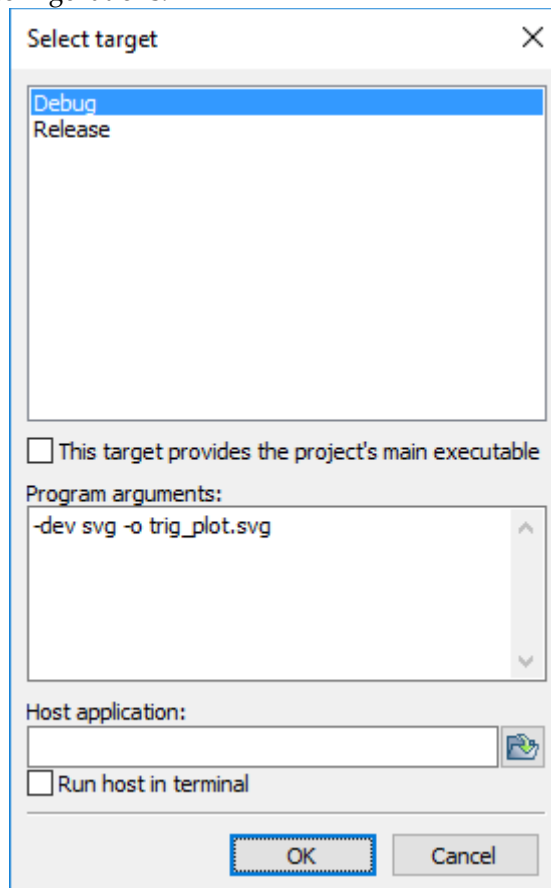 Select target
Debug
Release
This target provides the project's main executable
Program arguments:
-dev svg -o trig_plot.svg
Host application:
Run host in terminal
OK
Cancel